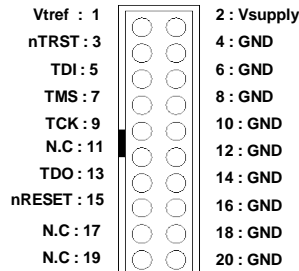 Vtref : 1
2 : Vsupply
nTRST : 3
4 : GND
TDI : 5
6 : GND
TMS : 7
8 : GND
TCK : 9
10 : GND
N.C : 11
12 : GND
TDO : 13
14 : GND
nRESET : 15
16 : GND
N.C : 17
18 : GND
N.C : 19
20 : GND